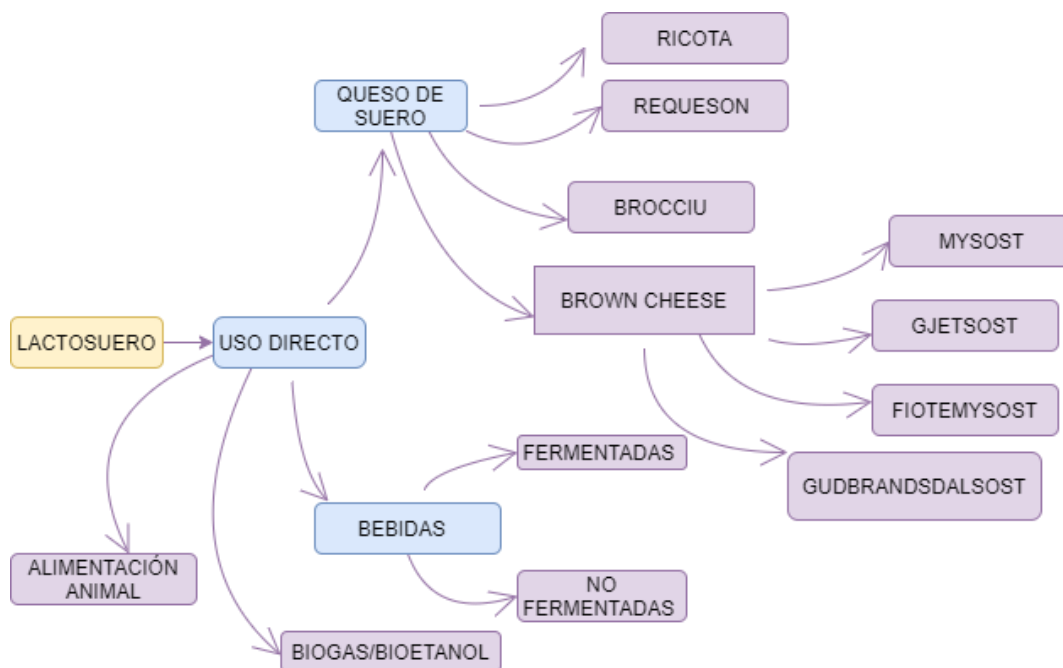 RICOTA
QUESO DE
SUERO
REQUESON
BROCCIU
MYSOST
BROWN CHEESE
GJETSOST
LACTOSUERO
USO DIRECTO
FIOTEMYSOST
FERMENTADAS
GUDBRANDSDALSOST
BEBIDAS
ALIMENTACIÓN
ANIMAL
NO
FERMENTADAS
BIOGAS/BIOETANOL